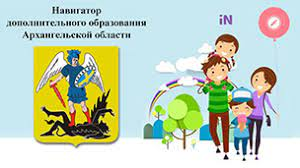 Навигатор
дополнительного образования
Архангельской области
iN